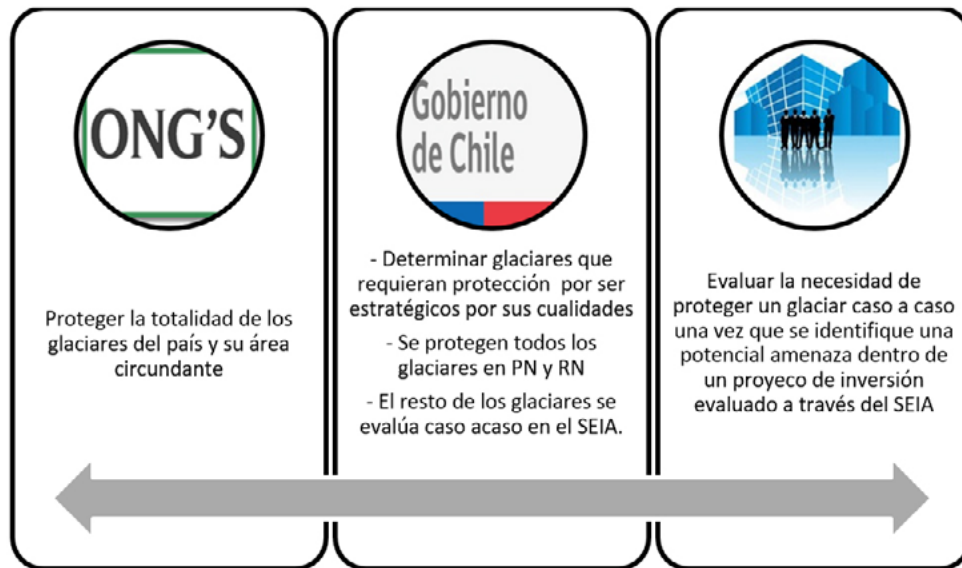 ONG'S
Proteger la totalidad de los
glaciares del país y su área
circundante
Gobierno
de Chile
- Determinar glaciares que
requieran protección por ser
estratégicos por sus cualidades
- Se protegen todos los
glaciares en PN y RN
- El resto de los glaciares se
evalúa caso acaso en el SEIA.
Evaluar la necesidad de
proteger un glaciar caso a caso
una vez que se identifique una
potencial amenaza dentro de
un proyeco de inversión
evaluado a través del SEIA